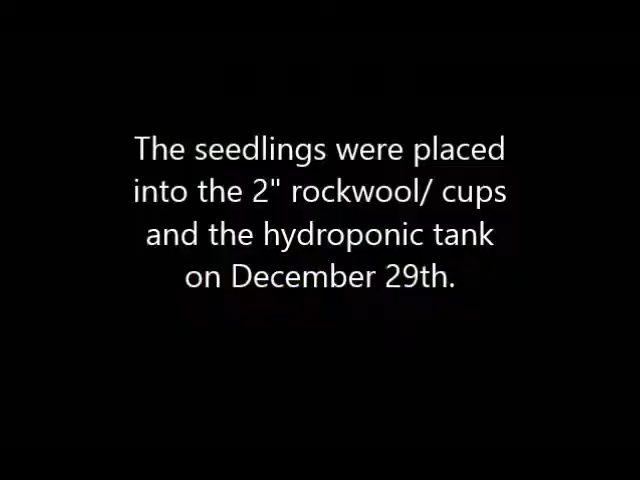 The seedlings were placed
into the 2" rockwool/ cups
and the hydroponic tank
on December 29th.